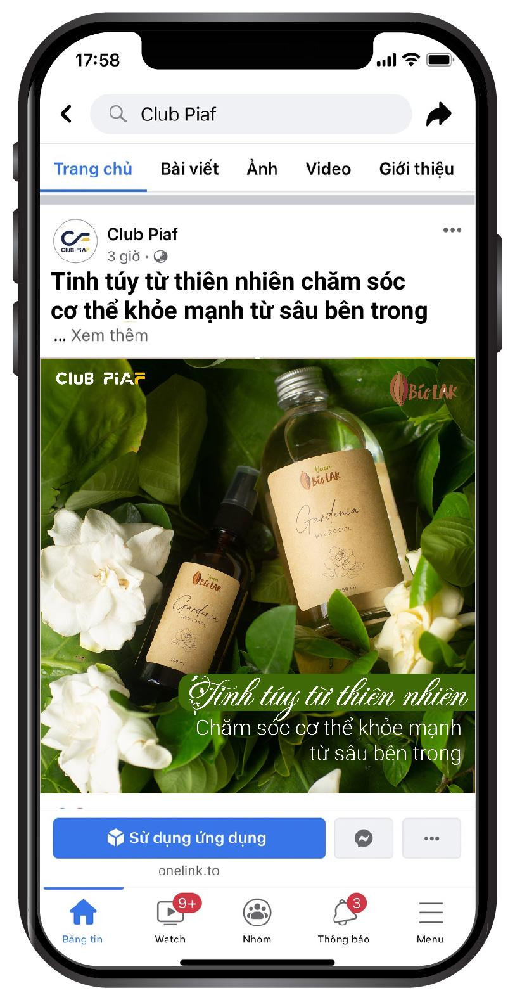 17:58
Club Piaf
Trang chủ Bài viết Ảnh Video Giới thiệu
CluB PiAF
Club Piaf
3 giờ ·
Tinh túy từ thiên nhiên chăm sóc
cơ thể khỏe mạnh từ sâu bên trong
... Xem thêm
CluB PiAF
BioLAK
Vườn
BioLAK
Gardenia
HYDROSOL
50 ml
Vườn
BioLAK
Gardenia
HYDROSOL
100 ml
Tinh túy từ thiên nhiên
Chăm sóc cơ thể khỏe mạnh
từ sâu bên trong
Sử dụng ứng dụng
onelink.to
9+ 3
Bảng tin Watch Nhóm Thông báo Menu